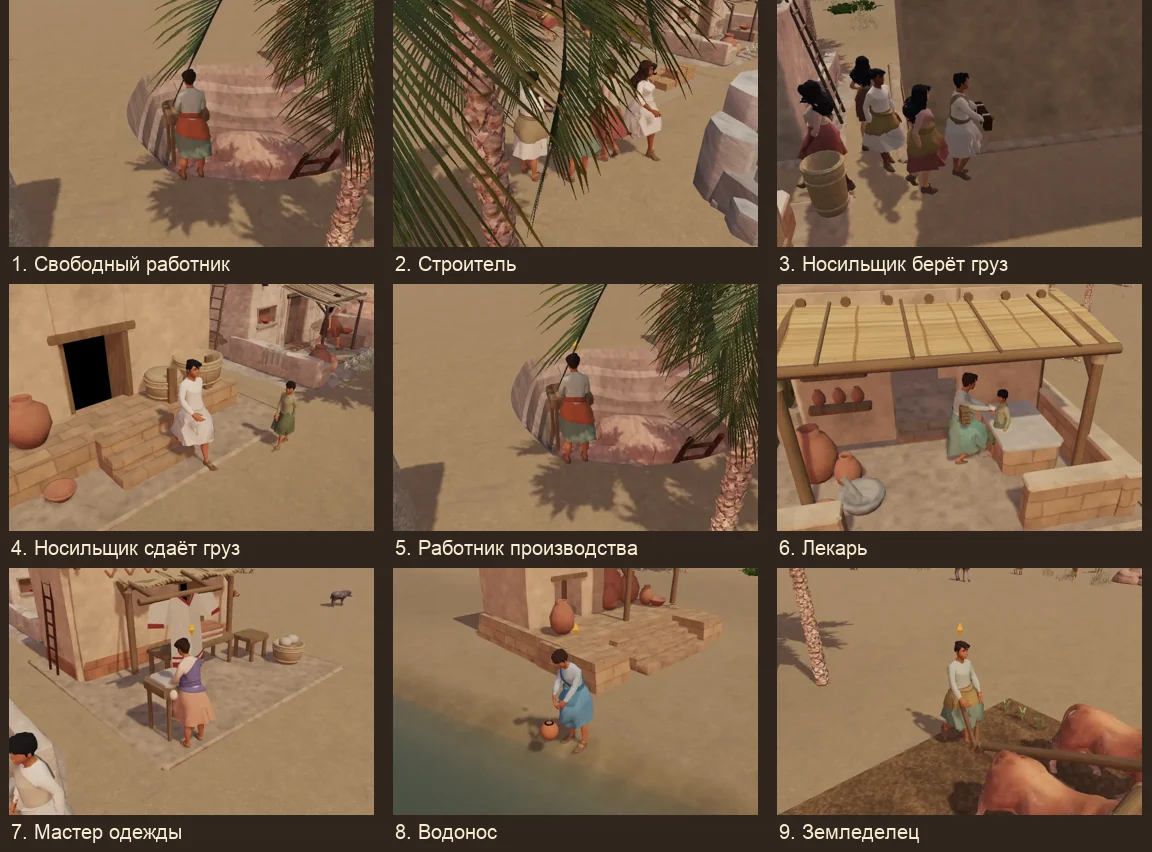 1. Свободный работник
2. Строитель
3. Носильщик берёт груз
4. Носильщик сдаёт груз
5. Работник производства
6. Лекарь
7. Мастер одежды
8. Водонос
9. Земледелец